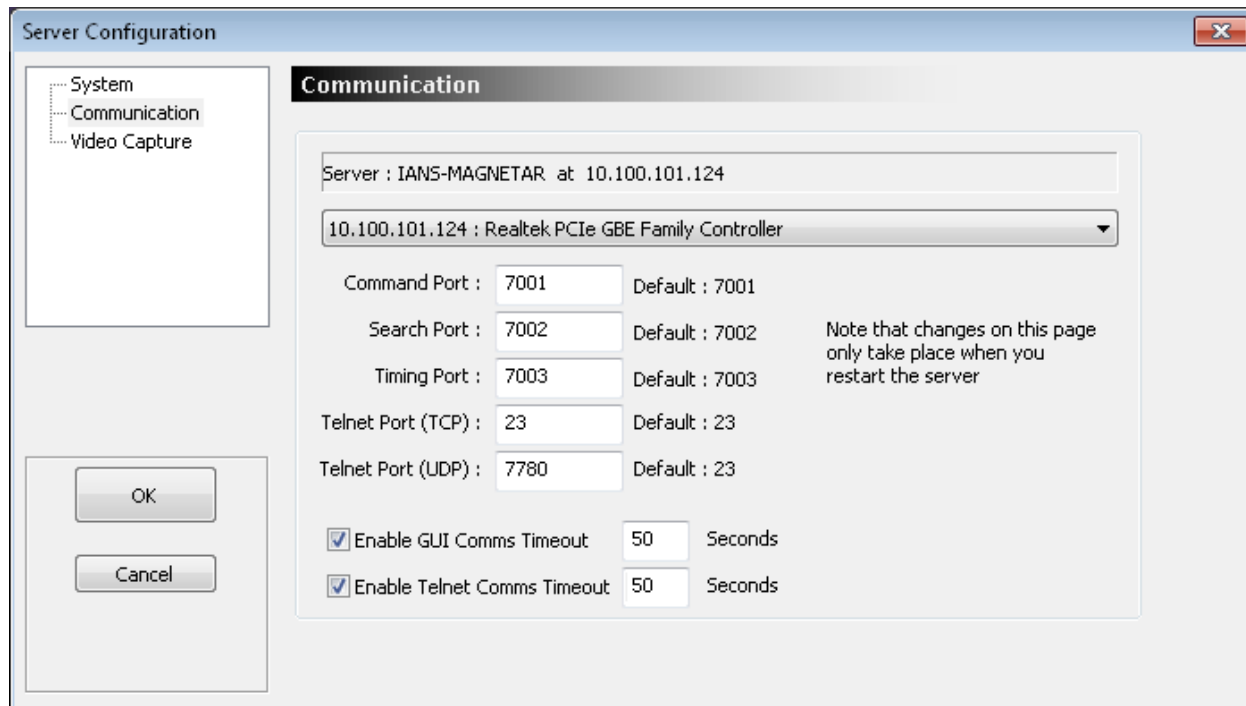 Server Configuration
System
Communication
Video Capture
Communication
Server : IANS-MAGNETAR at 10.100.101.124
10.100.101.124 : Realtek PCIe GBE Family Controller
Command Port : 7001 Default : 7001
Search Port : 7002 Default : 7002
Timing Port : 7003 Default : 7003
Telnet Port (TCP) : 23 Default : 23
Telnet Port (UDP) : 7780 Default : 23
Note that changes on this page
only take place when you
restart the server
Enable GUI Comms Timeout 50 Seconds
Enable Telnet Comms Timeout 50 Seconds
OK
Cancel